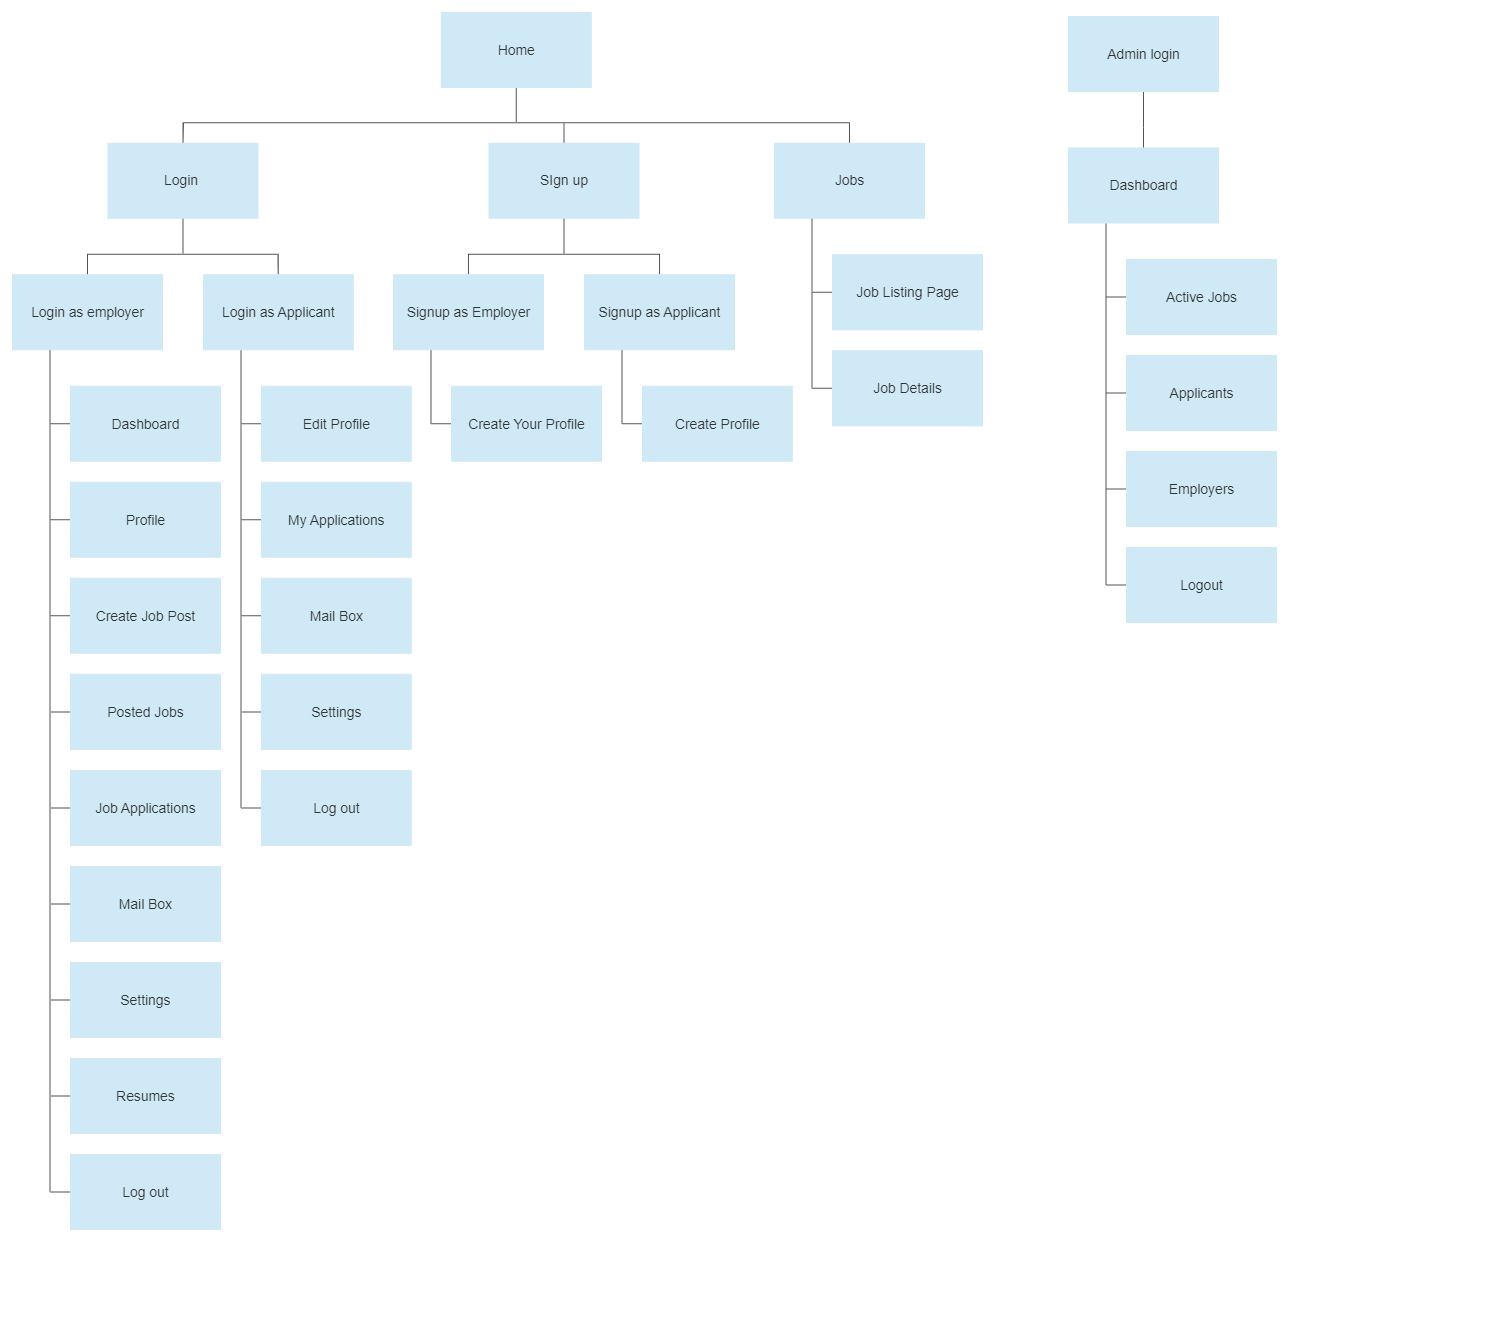 Home
Admin login
Login
SIgn up
Jobs
Dashboard
Login as employer
Login as Applicant
Signup as Employer
Signup as Applicant
Job Listing Page
Active Jobs
Job Details
Applicants
Dashboard
Edit Profile
Create Your Profile
Create Profile
Employers
Profile
My Applications
Logout
Create Job Post
Mail Box
Posted Jobs
Settings
Job Applications
Log out
Mail Box
Settings
Resumes
Log out